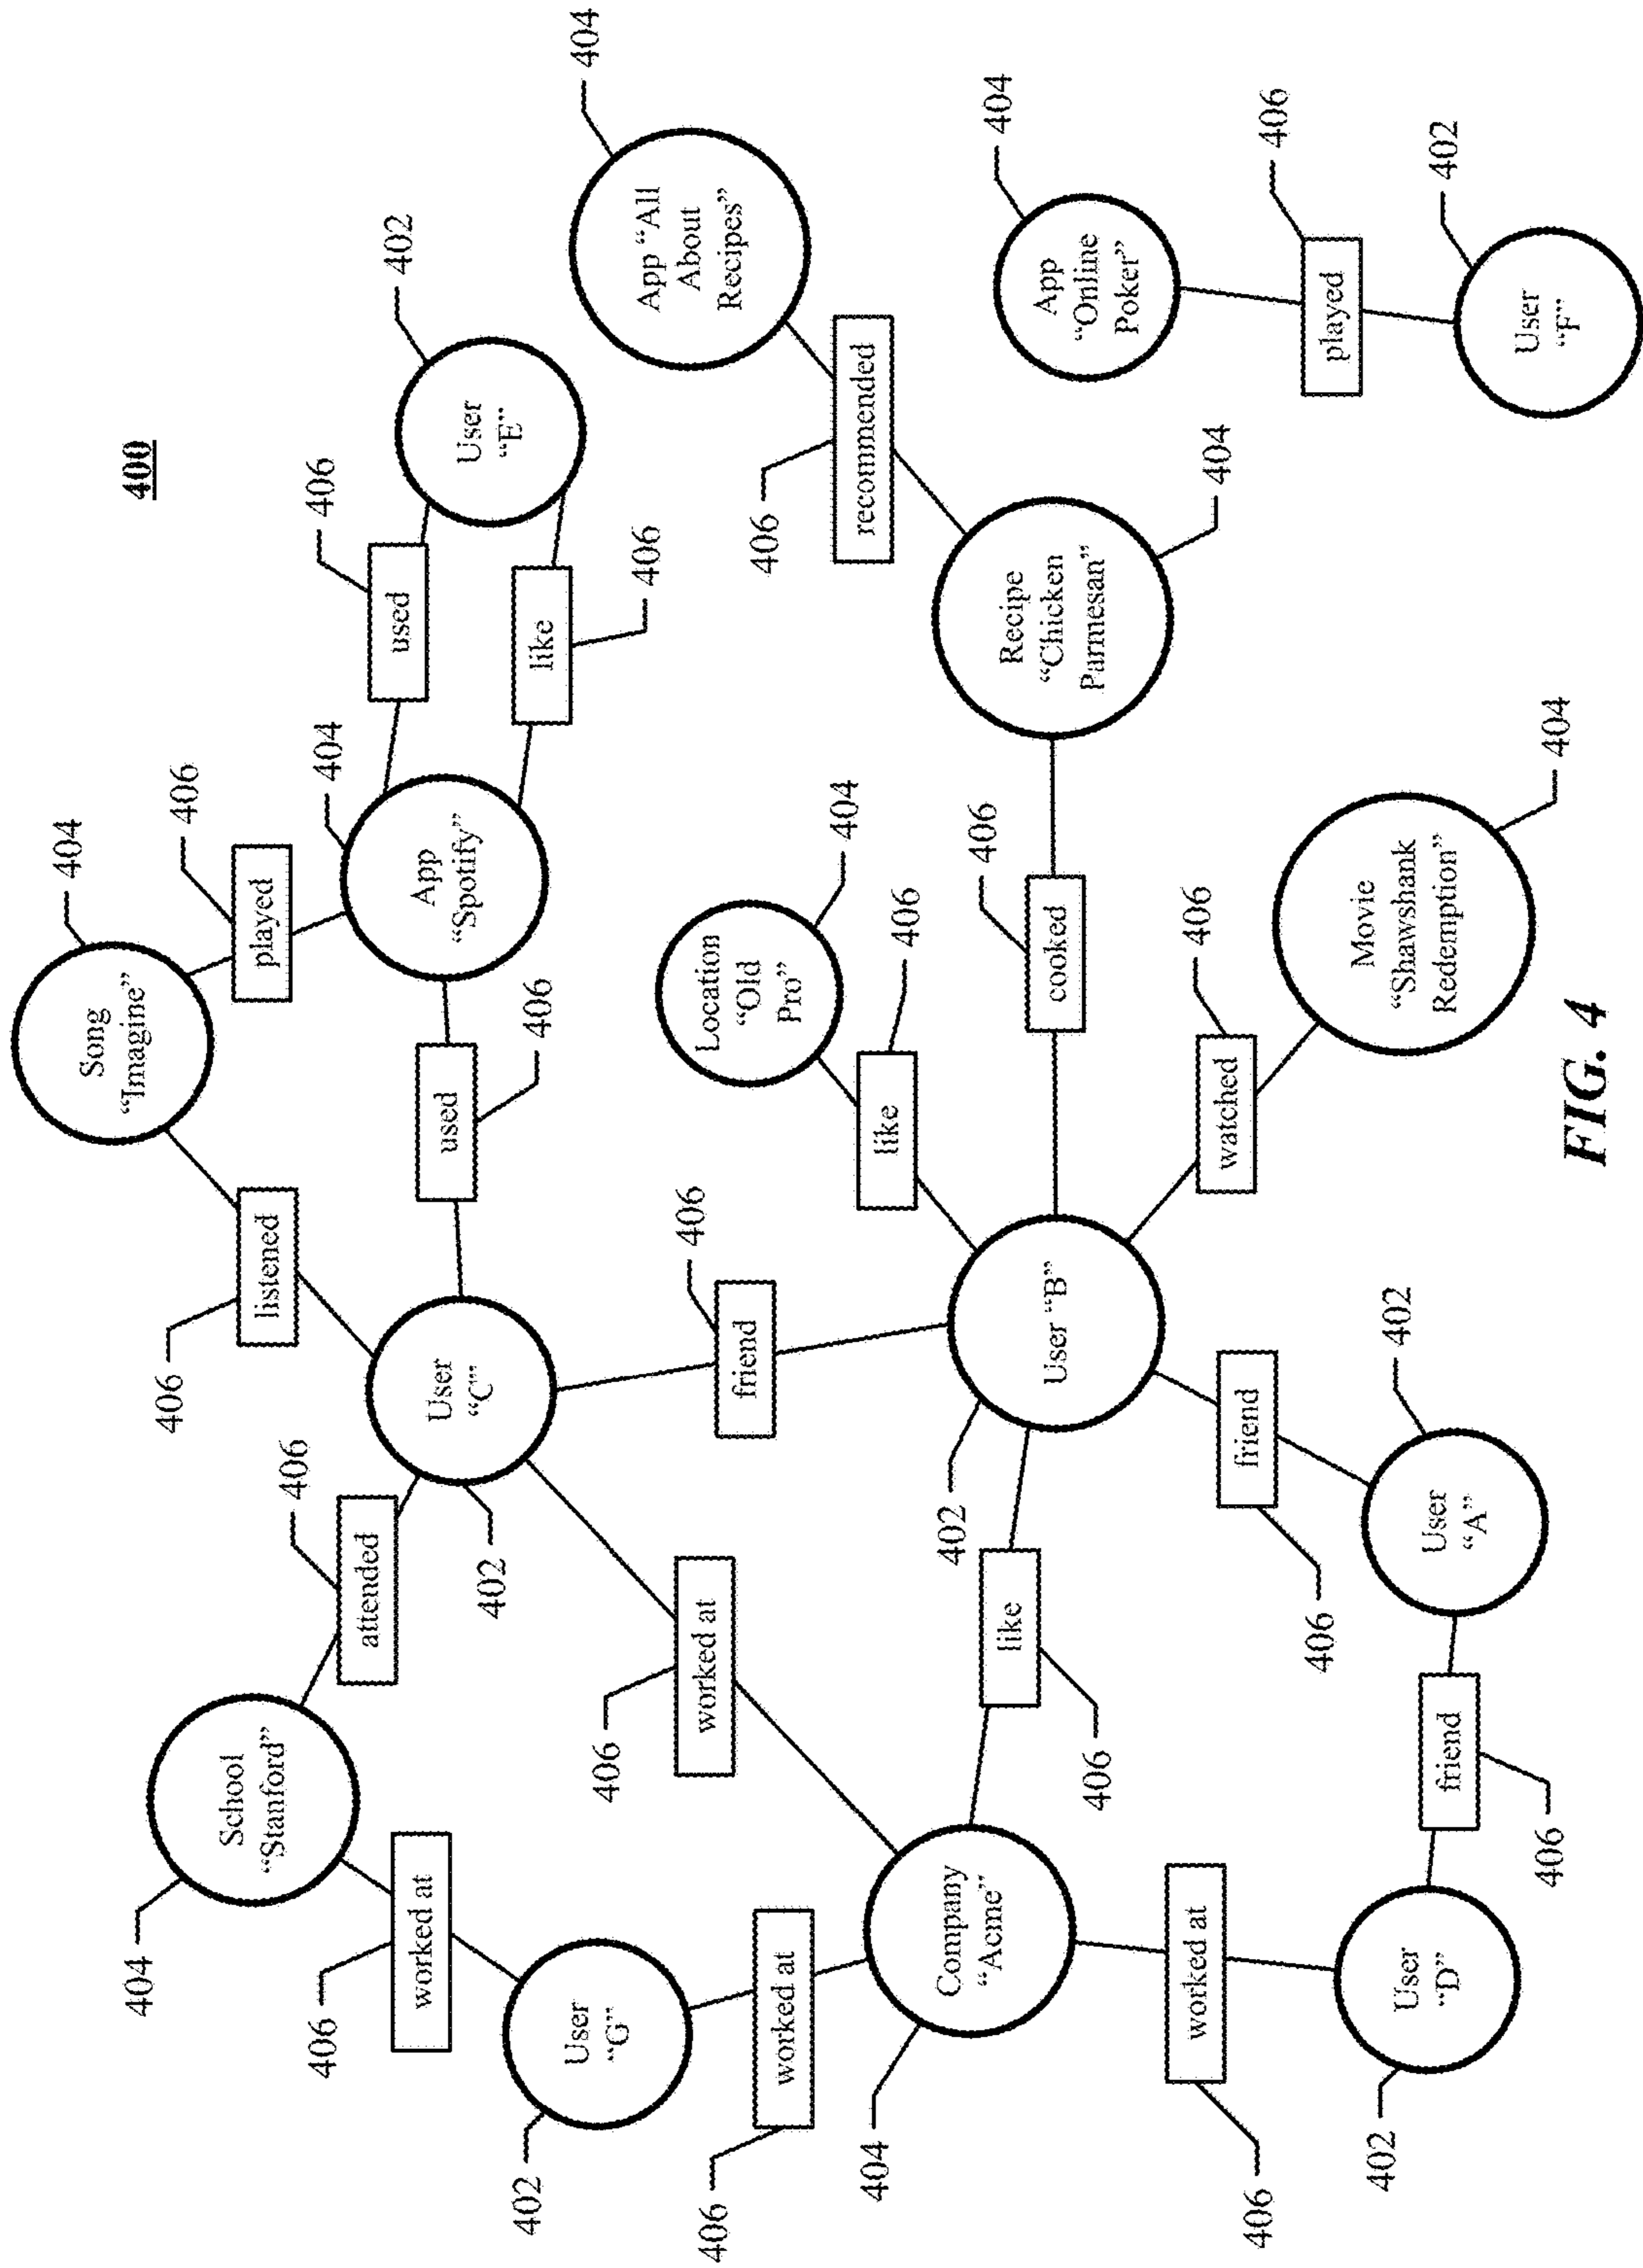 404
Song
“Imagine”
404
400
406
listened
406
406
played
School
“Stanford”
406
attended
406
worked at
406
404
used
406
402
User
“C”
402
used
406
App
“Spotify”
User
“E”
402
402
User
“G”
406
worked at
406
friend
406
like
406
404
406
worked at
Location
“Old
Pro”
404
406
recommended
App “All
About
Recipes”
404
404
Company
“Acme”
like
406
402
like
406
406
cooked
Recipe
“Chicken
Parmesan”
404
User “B”
406
worked at
friend
406
watched
406
App
“Online
Poker”
404
402
User
“D”
friend
406
User
“A”
402
Movie
“Shawshank
Redemption”
404
played
406
User
“F”
402
FIG. 4